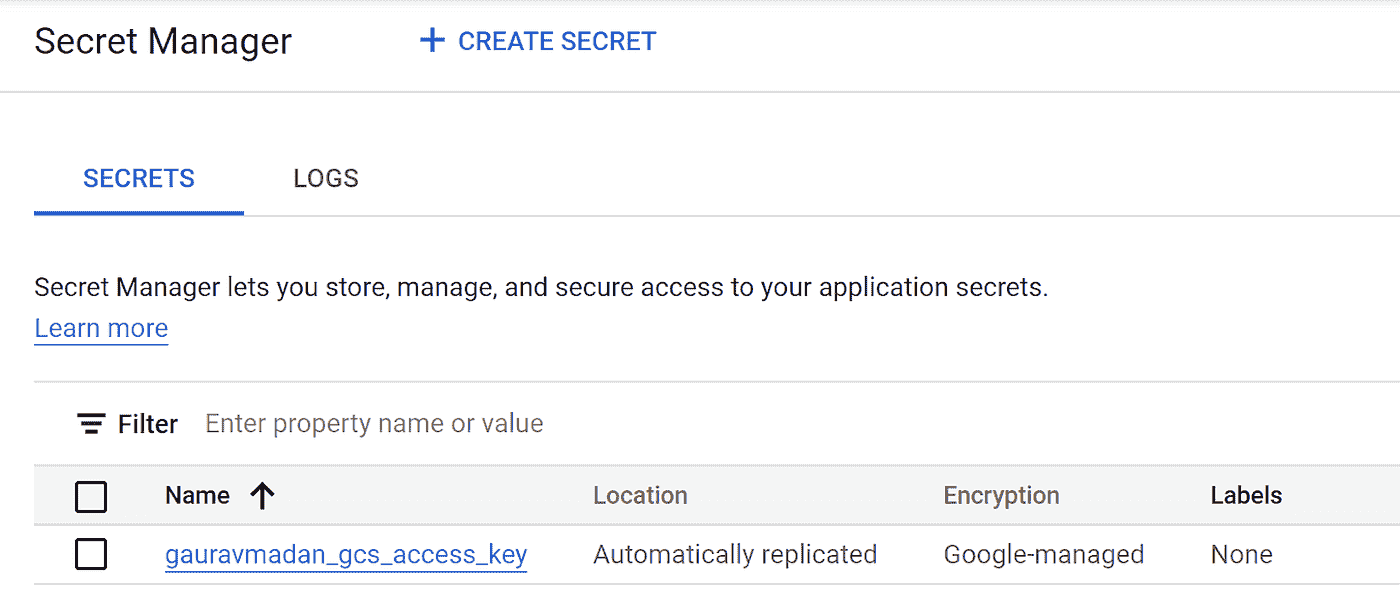 Secret Manager CREATE SECRET
SECRETS LOGS
Secret Manager lets you store, manage, and secure access to your application secrets.
Learn more
Filter Enter property name or value
Name Location Encryption Labels
gauravmadan_gcs_access_key Automatically replicated Google-managed None